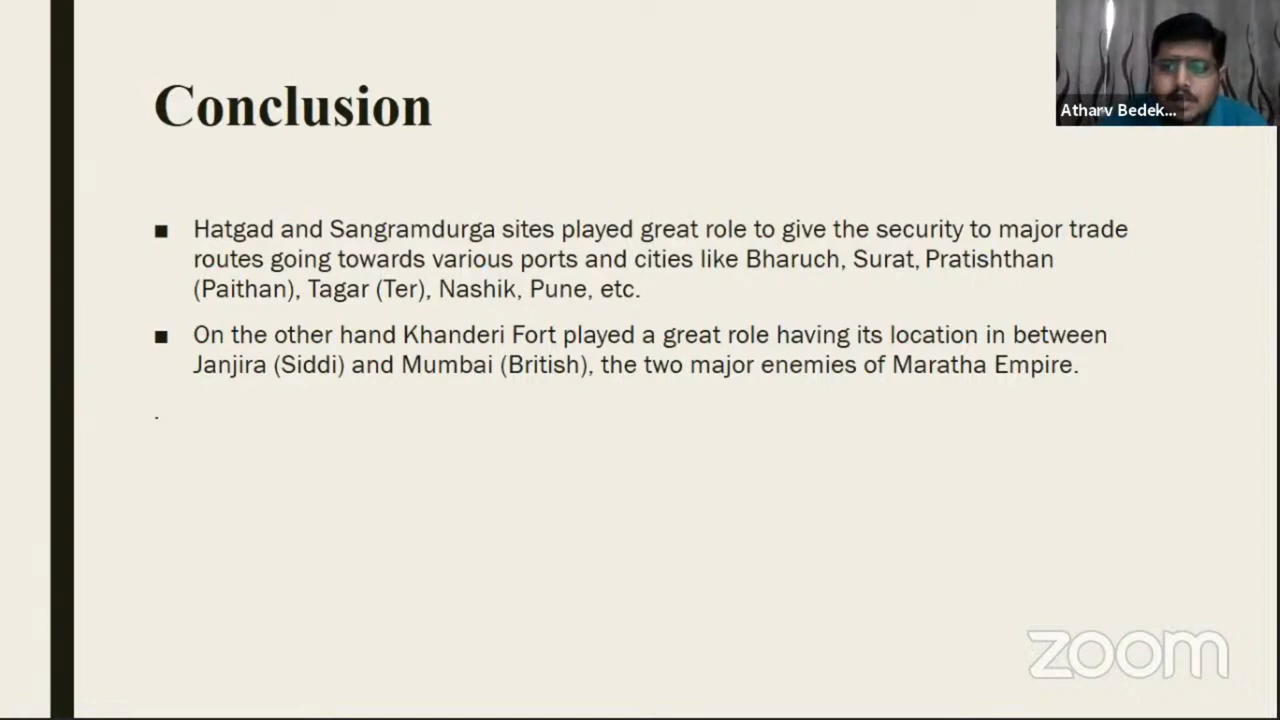 Conclusion
Atharv Bedek...
■ Hatgad and Sangramdurga sites played great role to give the security to major trade
routes going towards various ports and cities like Bharuch, Surat, Pratishthan
(Paithan), Tagar (Ter), Nashik, Pune, etc.
■ On the other hand Khanderi Fort played a great role having its location in between
Janjira (Siddi) and Mumbai (British), the two major enemies of Maratha Empire.
.
zoom